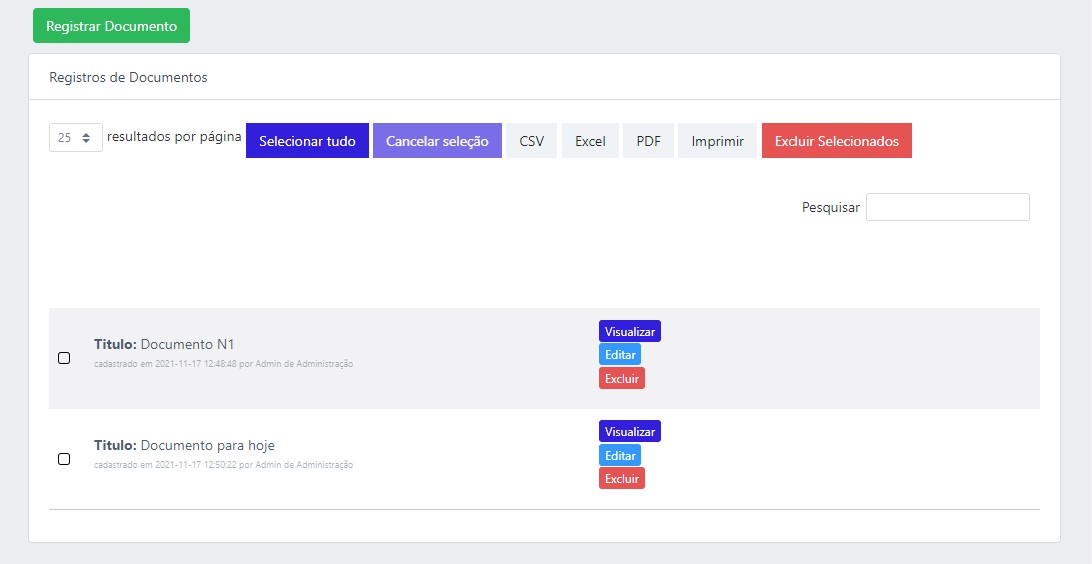 Registrar Documento
Registros de Documentos
25 resultados por página Selecionar tudo Cancelar seleção CSV Excel PDF Imprimir Excluir Selecionados
Pesquisar
Titulo: Documento N1
cadastrado em 2021-11-17 12:48:48 por Admin de Administração
Visualizar
Editar
Excluir
Titulo: Documento para hoje
cadastrado em 2021-11-17 12:50:22 por Admin de Administração
Visualizar
Editar
Excluir